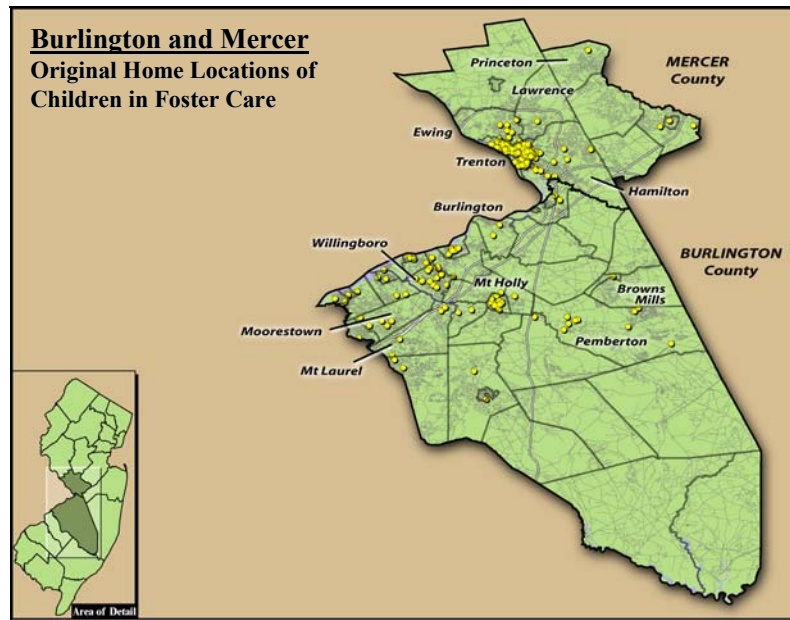 Burlington and Mercer
Original Home Locations of
Children in Foster Care
Princeton
MERCER
County
Lawrence
Ewing
Trenton
Hamilton
Burlington
Willingboro
BURLINGTON
County
Mt Holly
Browns
Mills
Moorestown
Pemberton
Mt Laurel
Area of Detail